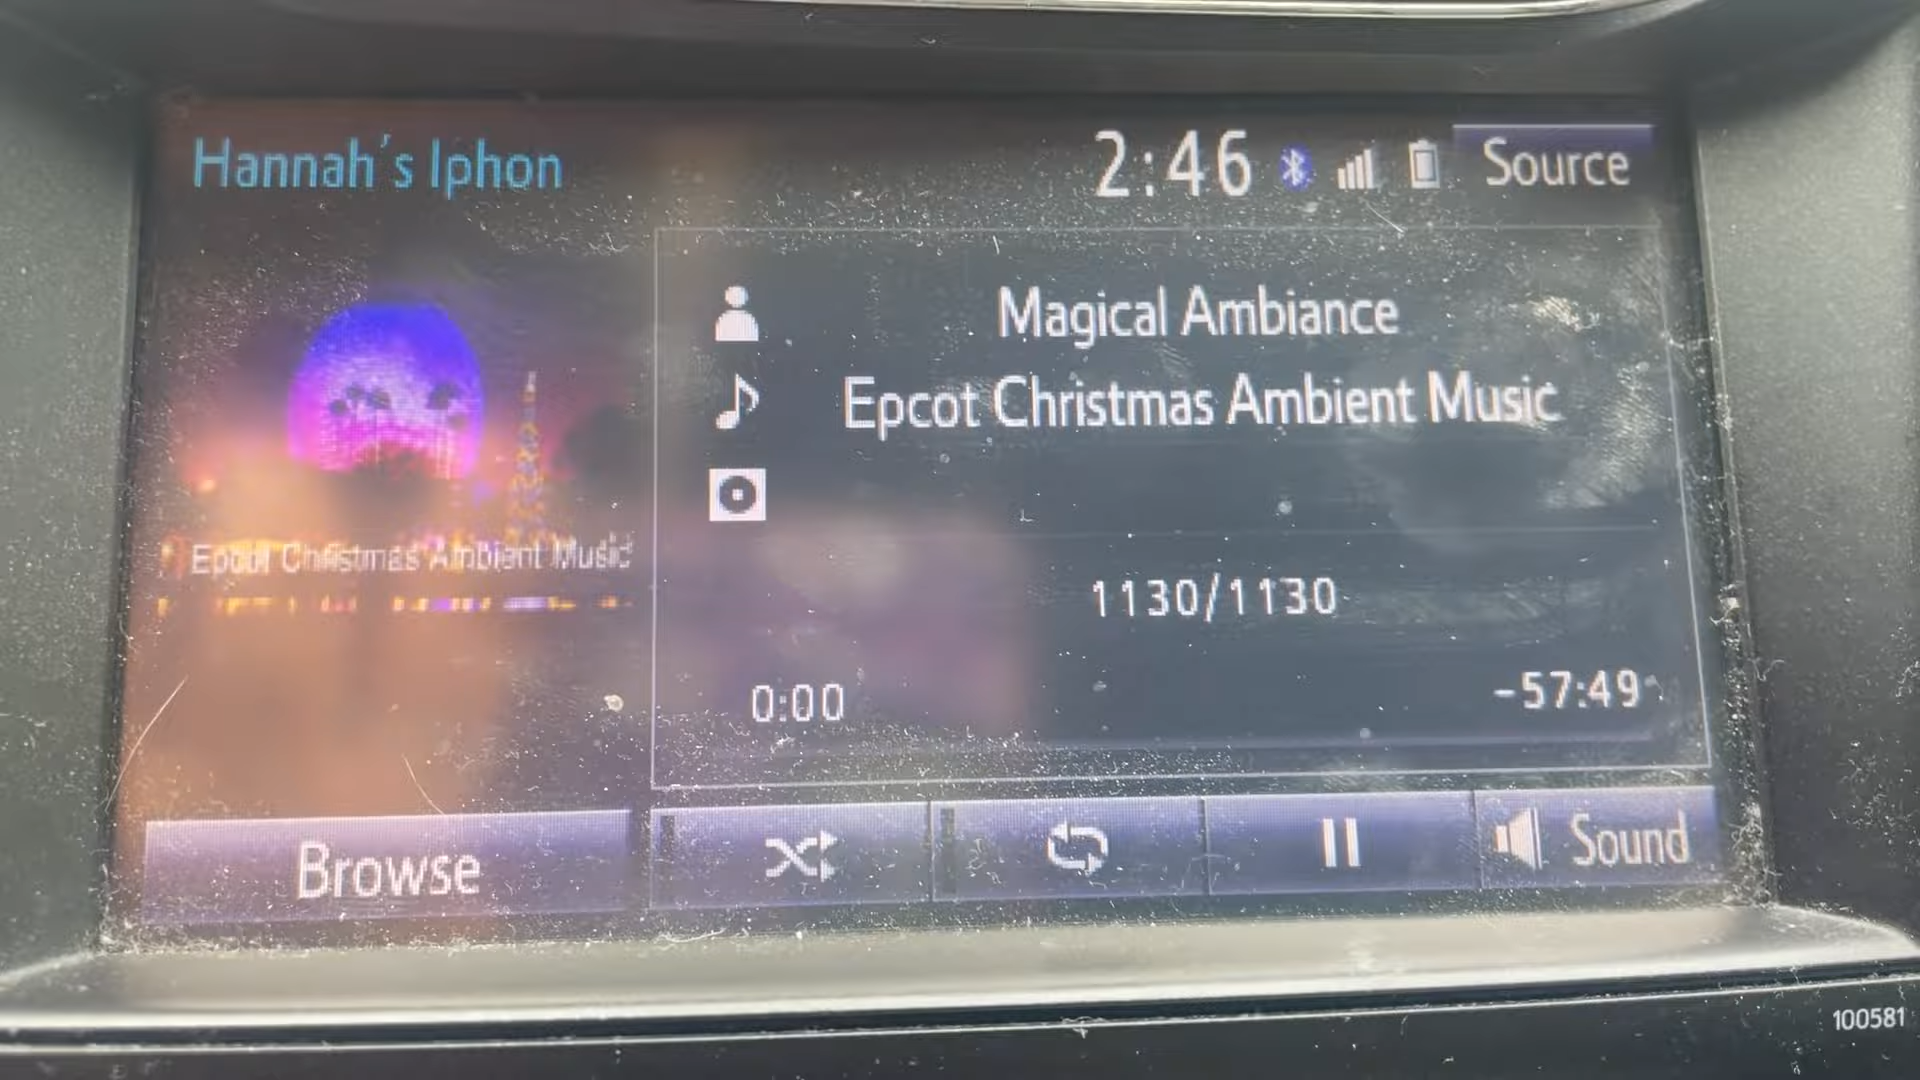 Hannah's Iphon
2:46
Source
Magical Ambiance
Epcot Christmas Ambient Music
Epcot Christmas Ambient Music
1130/1130
0:00
-57:49
Browse
Sound
100581